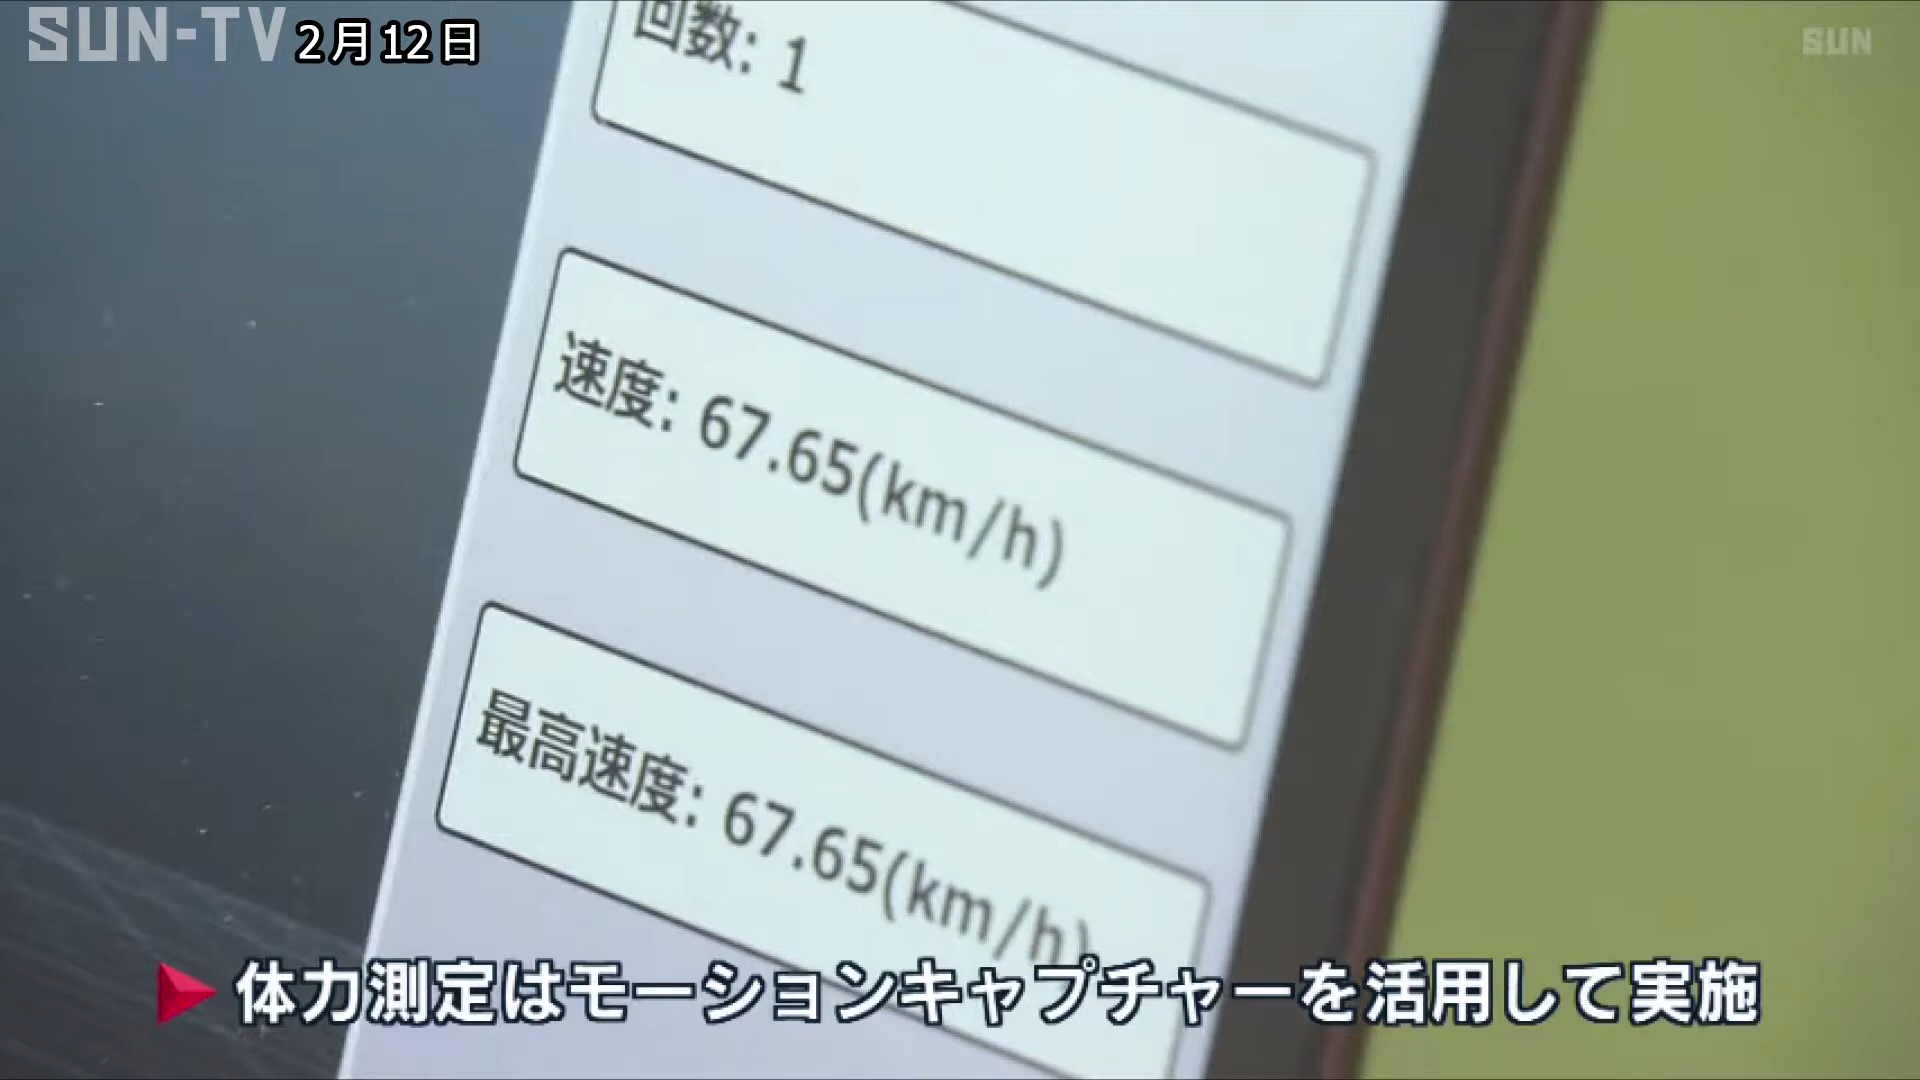 SUN-TV 2月12日
SUN
回数: 1
速度: 67.65(km/h)
最高速度: 67.65(km/h)
体力測定はモーションキャプチャーを活用して実施